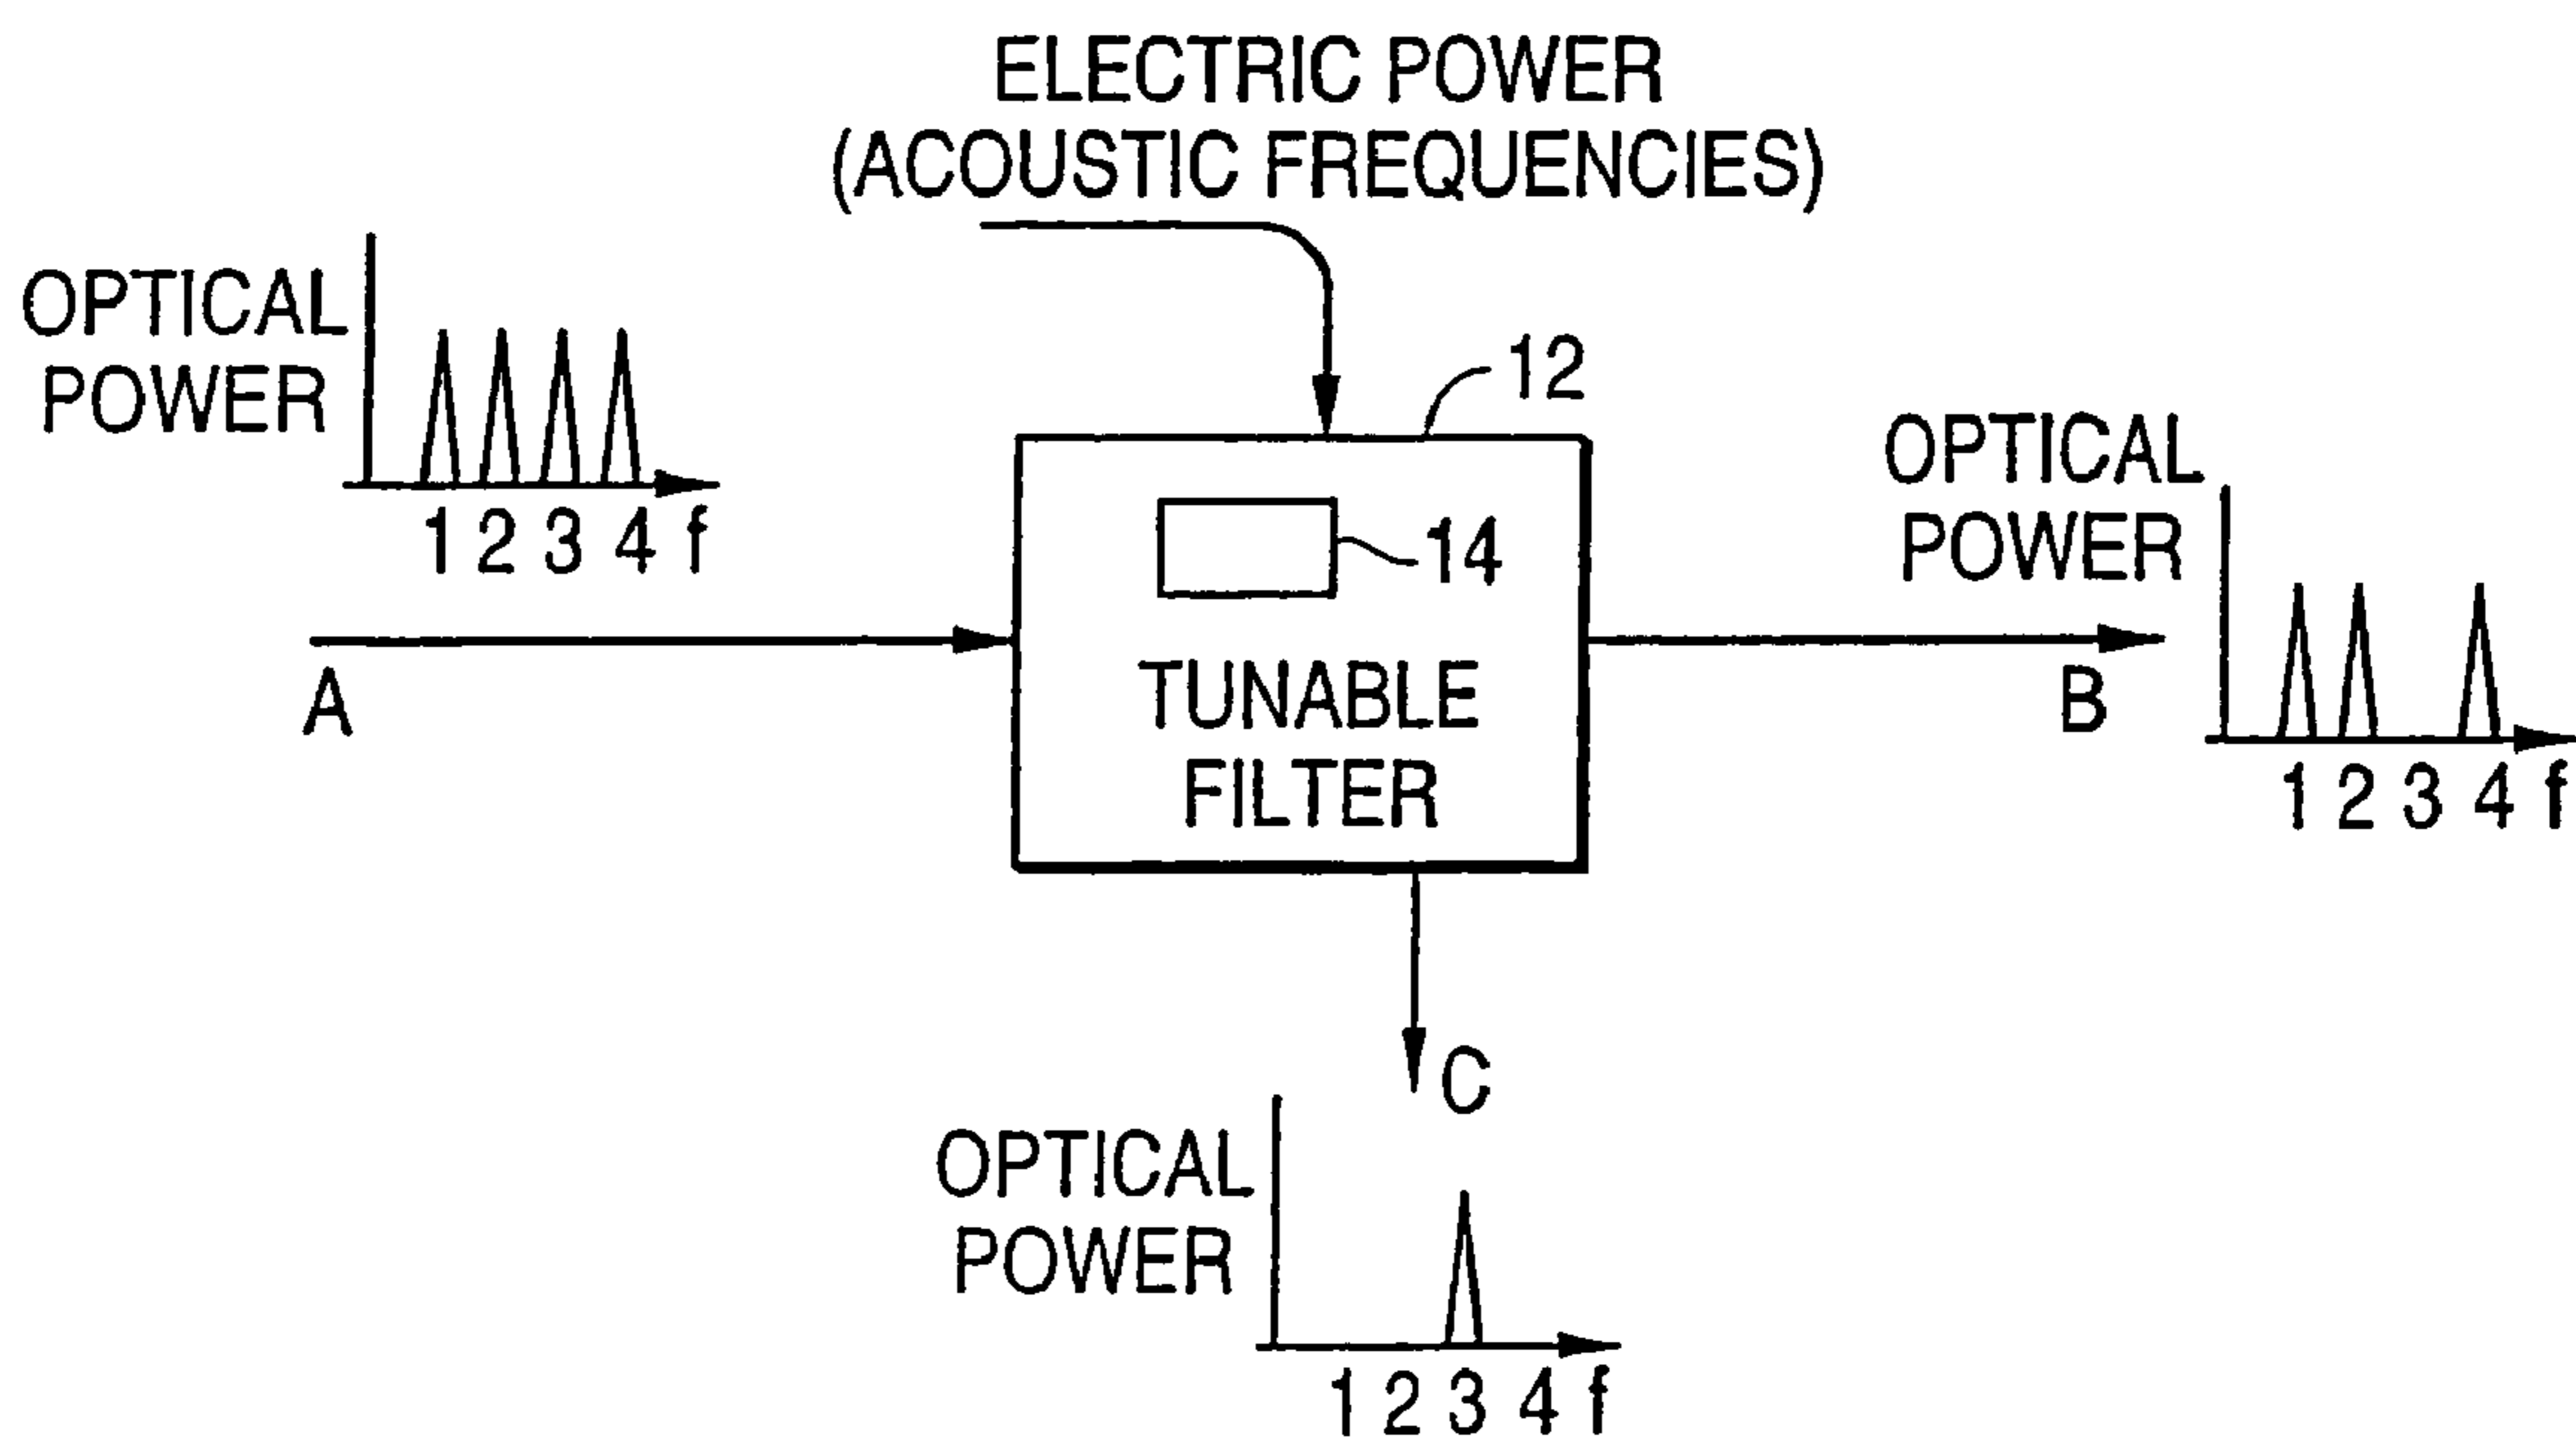 ELECTRIC POWER
(ACOUSTIC FREQUENCIES)
OPTICAL
POWER
1 2 3 4 f
12
14
A
TUNABLE
FILTER
OPTICAL
POWER
B
1 2 3 4 f
C
OPTICAL
POWER
1 2 3 4 f